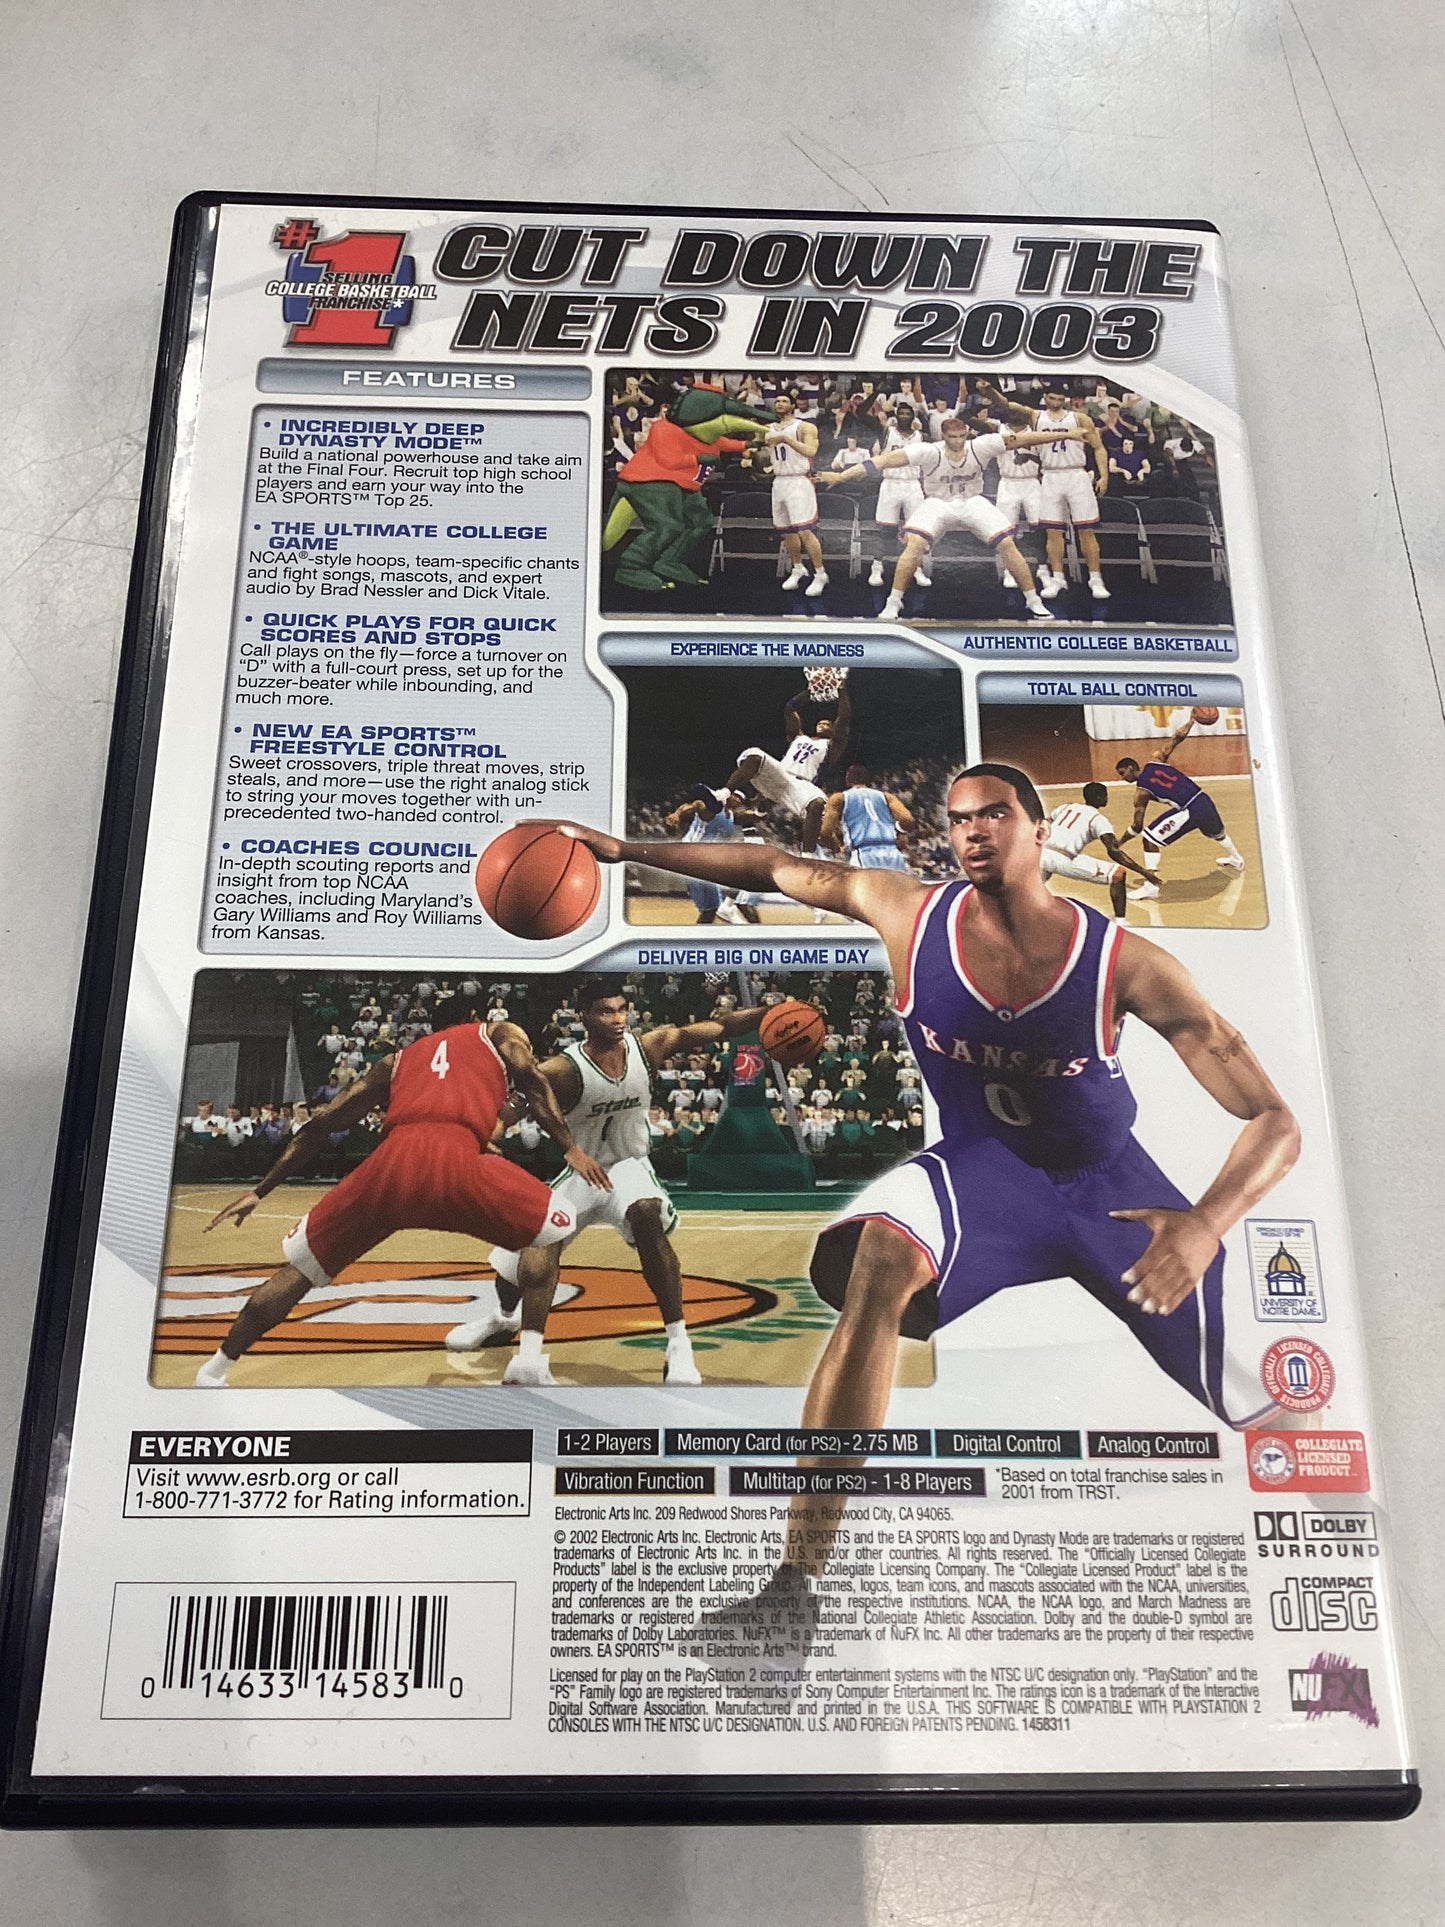 #1
SELLING
COLLEGE BASKETBALL
FRANCHISE*
CUT DOWN THE
NETS IN 2003
FEATURES
• INCREDIBLY DEEP
DYNASTY MODE™
Build a national powerhouse and take aim
at the Final Four. Recruit top high school
players and earn your way into the
EA SPORTS™ Top 25.
• THE ULTIMATE COLLEGE
GAME
NCAA®-style hoops, team-specific chants
and fight songs, mascots, and expert
audio by Brad Nessler and Dick Vitale.
• QUICK PLAYS FOR QUICK
SCORES AND STOPS
Call plays on the fly—force a turnover on
“D” with a full-court press, set up for the
buzzer-beater while inbounding, and
much more.
• NEW EA SPORTS™
FREESTYLE CONTROL
Sweet crossovers, triple threat moves, strip
steals, and more—use the right analog stick
to string your moves together with un-
precedented two-handed control.
• COACHES COUNCIL
In-depth scouting reports and
insight from top NCAA
coaches, including Maryland’s
Gary Williams and Roy Williams
from Kansas.
18
15
24
AUTHENTIC COLLEGE BASKETBALL
EXPERIENCE THE MADNESS
42
1
TOTAL BALL CONTROL
11
DELIVER BIG ON GAME DAY
4
State
1
KANSAS
0
OFFICIALLY LICENSED
PRODUCT OF THE
UNIVERSITY OF
NOTRE DAME
OFFICIALLY LICENSED COLLEGIATE PRODUCTS
COLLEGIATE
LICENSED
PRODUCT
EVERYONE
Visit www.esrb.org or call
1-800-771-3772 for Rating information.
1-2 Players
Memory Card (for PS2) - 2.75 MB
Digital Control
Analog Control
Vibration Function
Multitap (for PS2) - 1-8 Players
*Based on total franchise sales in
2001 from TRST.
Electronic Arts Inc. 209 Redwood Shores Parkway, Redwood City, CA 94065.
© 2002 Electronic Arts Inc. Electronic Arts, EA SPORTS and the EA SPORTS logo and Dynasty Mode are trademarks or registered
trademarks of Electronic Arts Inc. in the U.S. and/or other countries. All rights reserved. The “Officially Licensed Collegiate
Products” label is the exclusive property of The Collegiate Licensing Company. The “Collegiate Licensed Product” label is the
property of the Independent Labeling Group. All names, logos, team icons, and mascots associated with the NCAA, universities,
and conferences are the exclusive property of the respective institutions. NCAA, the NCAA logo, and March Madness are
trademarks or registered trademarks of the National Collegiate Athletic Association. Dolby and the double-D symbol are
trademarks of Dolby Laboratories. NuFX™ is a trademark of NuFX Inc. All other trademarks are the property of their respective
owners. EA SPORTS™ is an Electronic Arts™ brand.
Licensed for play on the PlayStation 2 computer entertainment systems with the NTSC U/C designation only. “PlayStation” and the
“PS” Family logo are registered trademarks of Sony Computer Entertainment Inc. The ratings icon is a trademark of the Interactive
Digital Software Association. Manufactured and printed in the U.S.A. THIS SOFTWARE IS COMPATIBLE WITH PLAYSTATION 2
CONSOLES WITH THE NTSC U/C DESIGNATION. U.S. AND FOREIGN PATENTS PENDING. 1458311
DOLBY
SURROUND
COMPACT
disc
NUFX
0 14633 14583 0